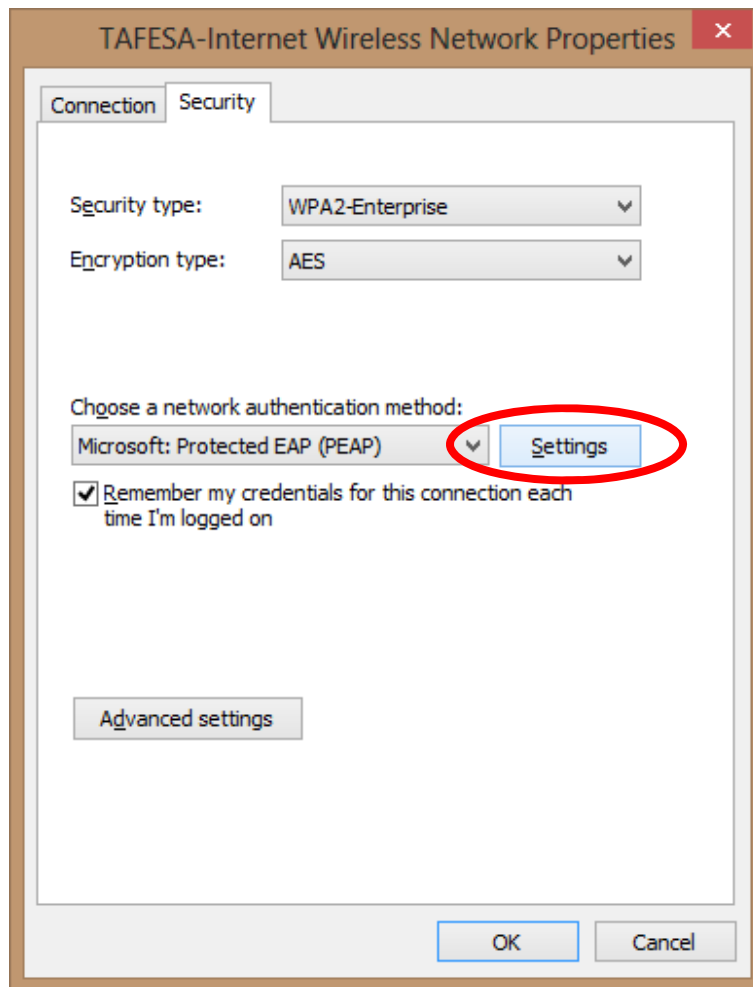 TAFESA-Internet Wireless Network Properties
Connection Security
Security type: WPA2-Enterprise
Encryption type: AES
Choose a network authentication method:
Microsoft: Protected EAP (PEAP) Settings
Remember my credentials for this connection each
time I'm logged on
Advanced settings
OK Cancel